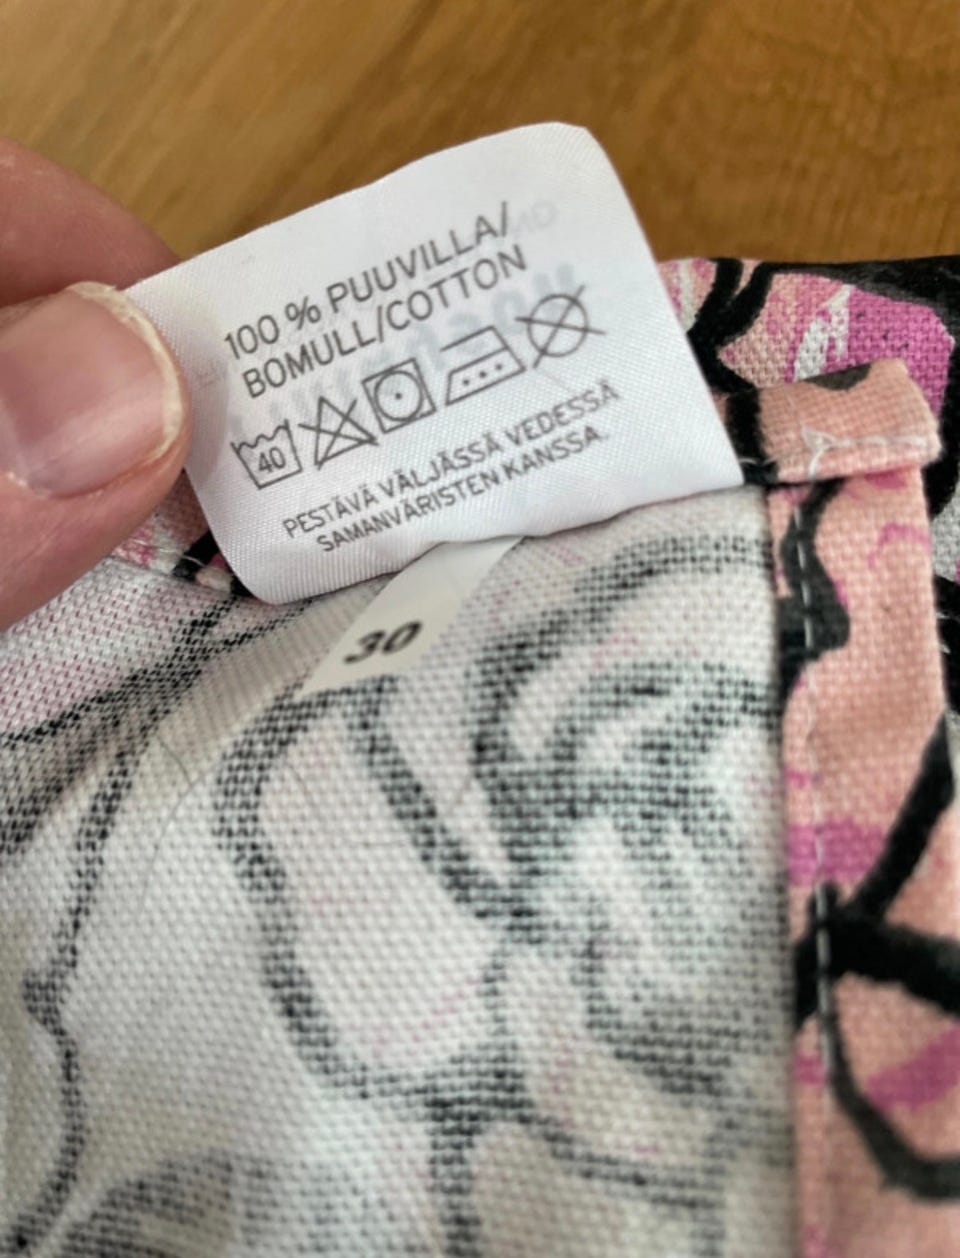 100 % PUUVILLA/
BOMULL/COTTON
40
PESTÄVÄ VÄLJÄSSÄ VEDESSÄ
SAMANVÄRISTEN KANSSA.
30